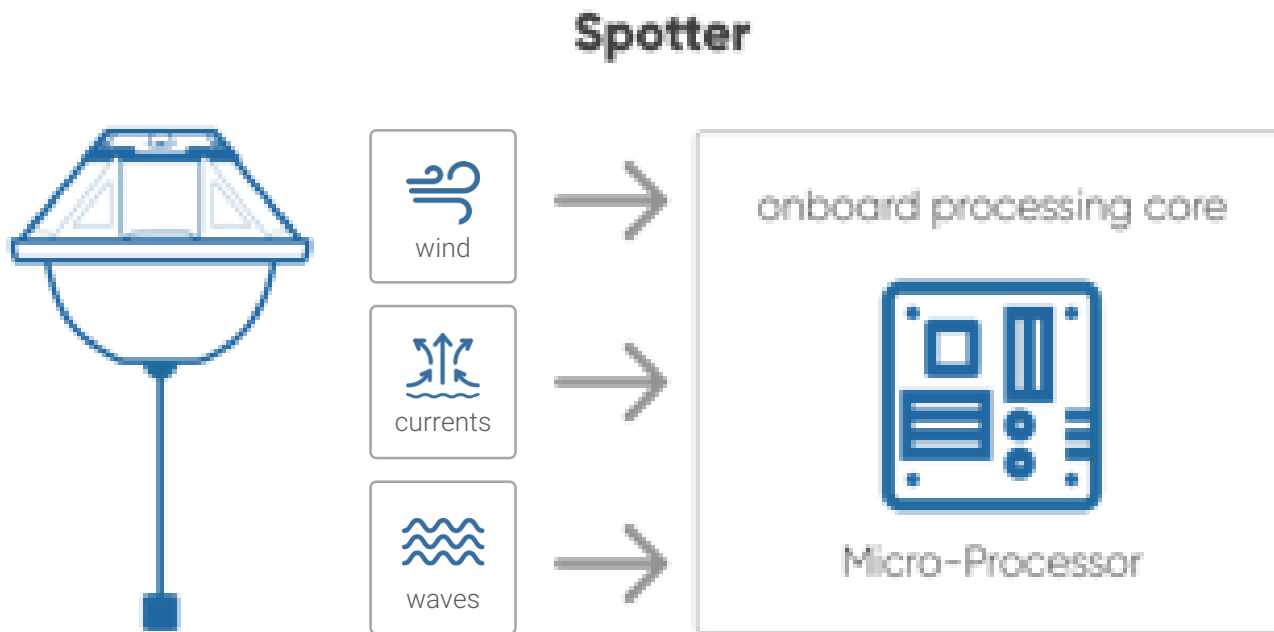 Spotter
wind
onboard processing core
currents
waves
Micro-Processor